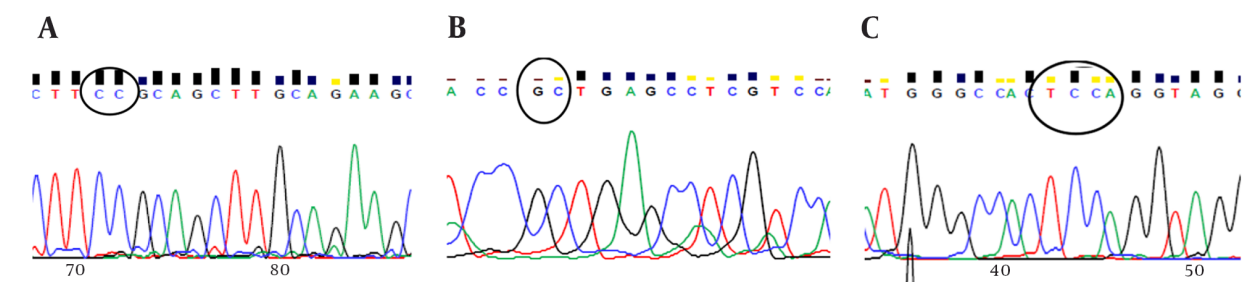 A
B
C
C T T C C G C A G C T T G C A G A A G C
A C C G C T G A G C C T C G T C C A
A T G G G C C A C T C C A G G T A G G
70
80
40
50